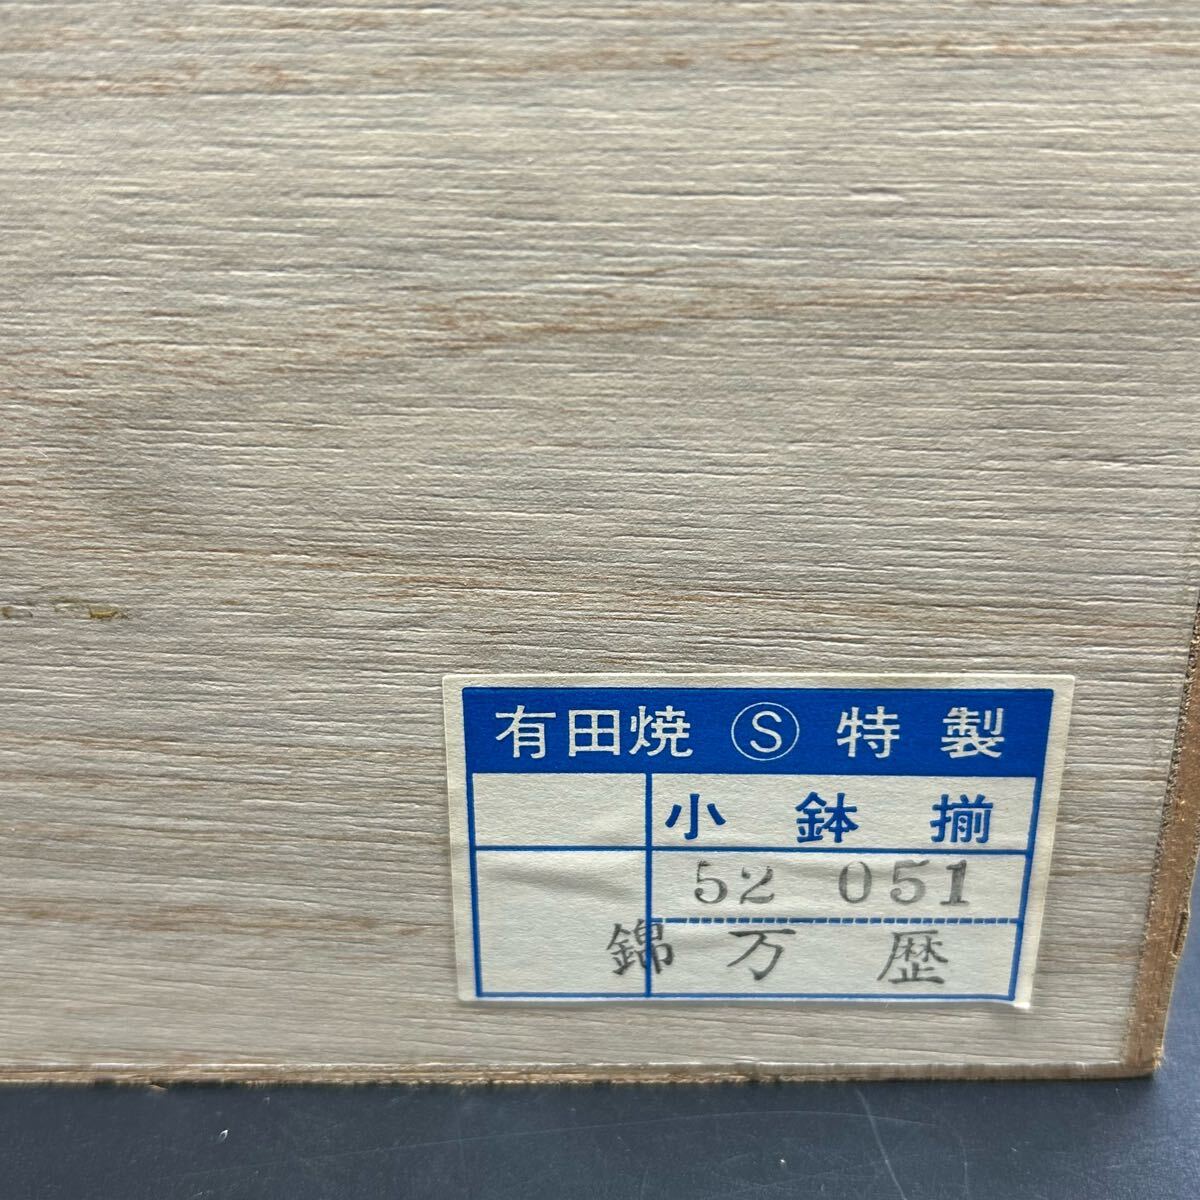 有田焼 Ⓢ 特製
小鉢揃
52 051
錦万歴